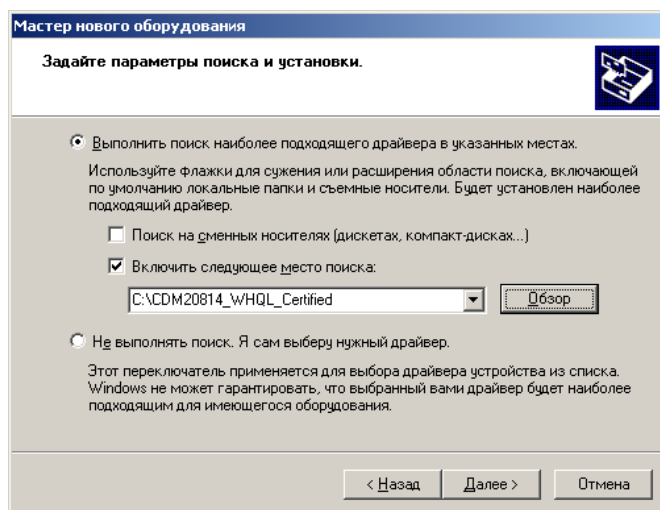 Мастер нового оборудования
Задайте параметры поиска и установки.
Выполнить поиск наиболее подходящего драйвера в указанных местах.
Используйте флажки для сужения или расширения области поиска, включающей
по умолчанию локальные папки и съемные носители. Будет установлен наиболее
подходящий драйвер.
Поиск на сменных носителях (дискетах, компакт-дисках...)
Включить следующее место поиска:
C:\CDM20814_WHQL_Certified
Обзор
Не выполнять поиск. Я сам выберу нужный драйвер.
Этот переключатель применяется для выбора драйвера устройства из списка.
Windows не может гарантировать, что выбранный вами драйвер будет наиболее
подходящим для имеющегося оборудования.
< Назад Далее > Отмена